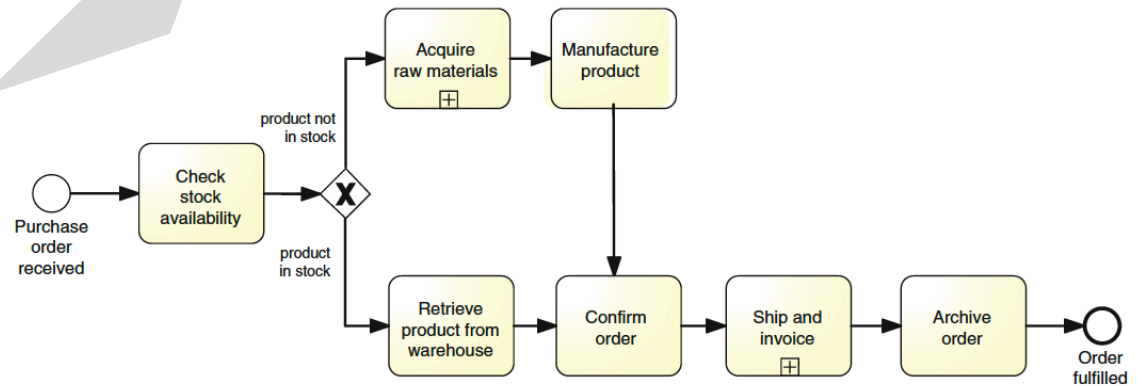 Acquire
raw materials
Manufacture
product
product not
in stock
Check
stock
availability
X
Purchase
order
received
product
in stock
Retrieve
product from
warehouse
Confirm
order
Ship and
invoice
Archive
order
Order
fulfilled